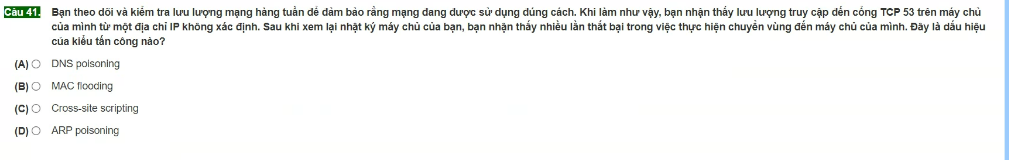 Câu 41. Bạn theo dõi và kiểm tra lưu lượng mạng hàng tuần để đảm bảo rằng mạng đang được sử dụng đúng cách. Khi làm như vậy, bạn nhận thấy lưu lượng truy cập đến cổng TCP 53 trên máy chủ
của mình từ một địa chỉ IP không xác định. Sau khi xem lại nhật ký máy chủ của bạn, bạn nhận thấy nhiều lần thất bại trong việc thực hiện chuyển vùng đến máy chủ của mình. Đây là dấu hiệu
của kiểu tấn công nào?
(A) DNS poisoning
(B) MAC flooding
(C) Cross-site scripting
(D) ARP poisoning